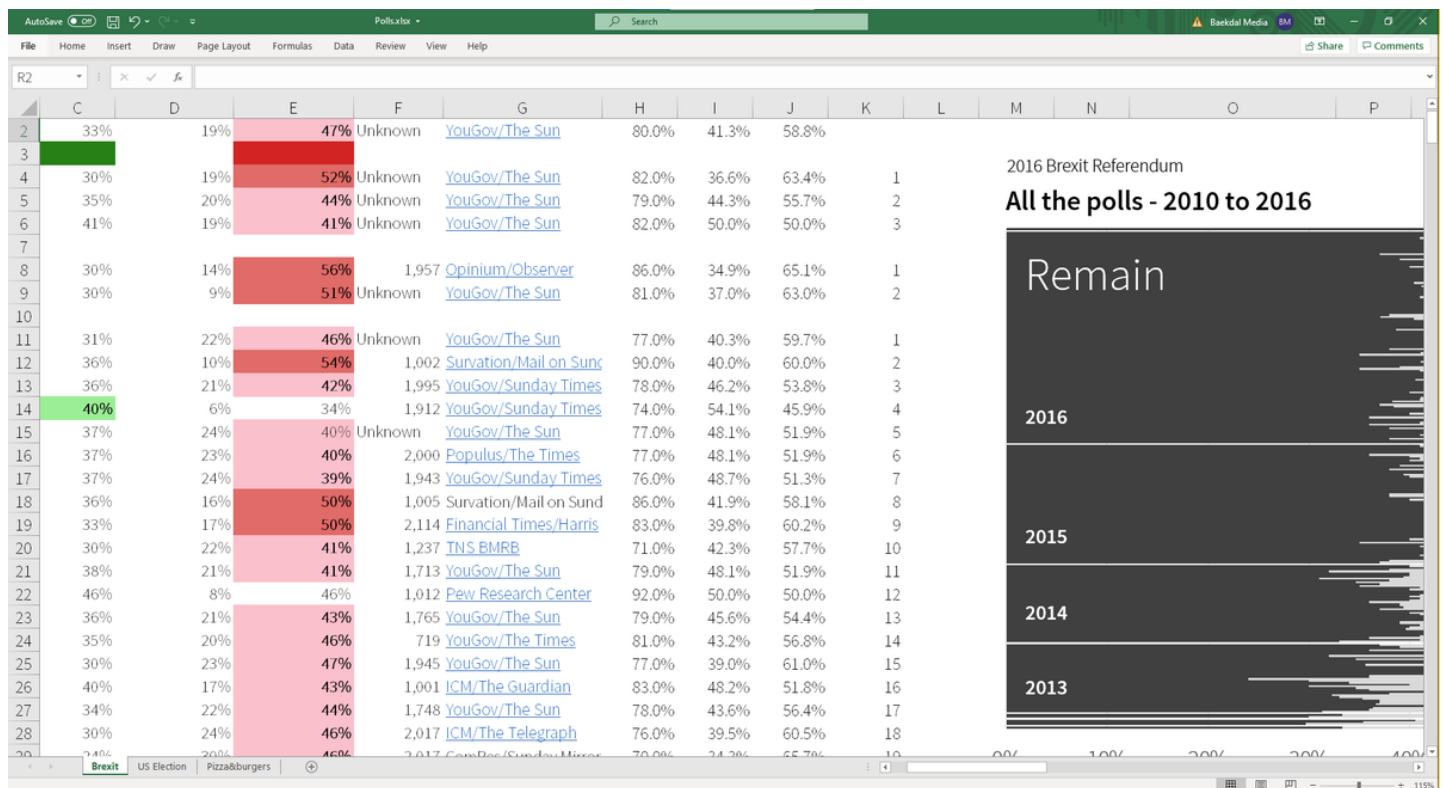 AutoSave Off Polls.xlsx Search Baekdal Media BM
File Home Insert Draw Page Layout Formulas Data Review View Help Share Comments
R2 fx
C D E F G H I J K L M N O P
2 33% 19% 47% Unknown YouGov/The Sun 80.0% 41.3% 58.8%
3
2016 Brexit Referendum
4 30% 19% 52% Unknown YouGov/The Sun 82.0% 36.6% 63.4% 1
5 35% 20% 44% Unknown YouGov/The Sun 79.0% 44.3% 55.7% 2
All the polls - 2010 to 2016
6 41% 19% 41% Unknown YouGov/The Sun 82.0% 50.0% 50.0% 3
7
8 30% 14% 56% 1,957 Opinium/Observer 86.0% 34.9% 65.1% 1
Remain
9 30% 9% 51% Unknown YouGov/The Sun 81.0% 37.0% 63.0% 2
10
11 31% 22% 46% Unknown YouGov/The Sun 77.0% 40.3% 59.7% 1
12 36% 10% 54% 1,002 Survation/Mail on Sund 90.0% 40.0% 60.0% 2
13 36% 21% 42% 1,995 YouGov/Sunday Times 78.0% 46.2% 53.8% 3
14 40% 6% 34% 1,912 YouGov/Sunday Times 74.0% 54.1% 45.9% 4
2016
15 37% 24% 40% Unknown YouGov/The Sun 77.0% 48.1% 51.9% 5
16 37% 23% 40% 2,000 Populus/The Times 77.0% 48.1% 51.9% 6
17 37% 24% 39% 1,943 YouGov/Sunday Times 76.0% 48.7% 51.3% 7
18 36% 16% 50% 1,005 Survation/Mail on Sund 86.0% 41.9% 58.1% 8
19 33% 17% 50% 2,114 Financial Times/Harris 83.0% 39.8% 60.2% 9
2015
20 30% 22% 41% 1,237 TNS BMRB 71.0% 42.3% 57.7% 10
21 38% 21% 41% 1,713 YouGov/The Sun 79.0% 48.1% 51.9% 11
22 46% 8% 46% 1,012 Pew Research Center 92.0% 50.0% 50.0% 12
23 36% 21% 43% 1,765 YouGov/The Sun 79.0% 45.6% 54.4% 13
2014
24 35% 20% 46% 719 YouGov/The Times 81.0% 43.2% 56.8% 14
25 30% 23% 47% 1,945 YouGov/The Sun 77.0% 39.0% 61.0% 15
26 40% 17% 43% 1,001 ICM/The Guardian 83.0% 48.2% 51.8% 16
2013
27 34% 22% 44% 1,748 YouGov/The Sun 78.0% 43.6% 56.4% 17
28 30% 24% 46% 2,017 ICM/The Telegraph 76.0% 39.5% 60.5% 18
Brexit US Election Pizza&burgers
115%